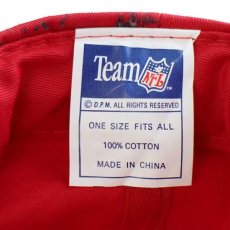 Team NFL
© D.P.M. ALL RIGHTS RESERVED
ONE SIZE FITS ALL
100% COTTON
MADE IN CHINA